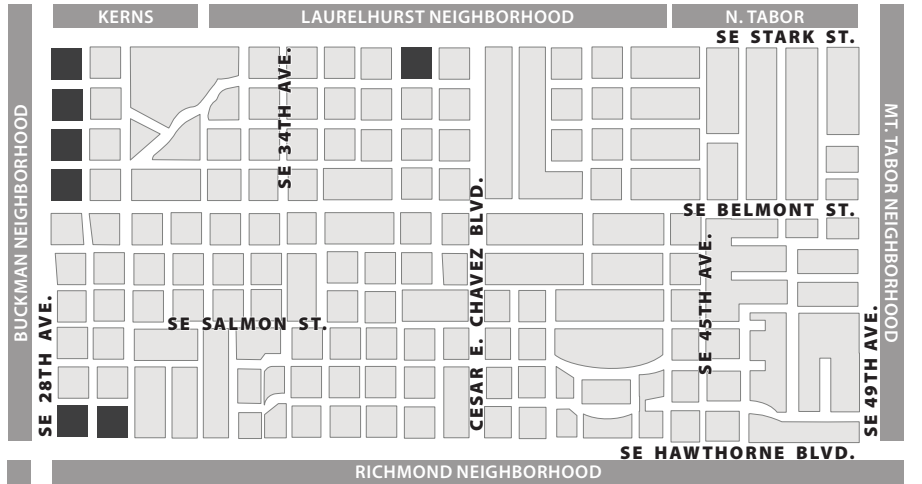 KERNS
LAURELHURST NEIGHBORHOOD
N. TABOR
SE STARK ST.
BUCKMAN NEIGHBORHOOD
MT. TABOR NEIGHBORHOOD
SE 34TH AVE.
SE BELMONT ST.
CESAR E. CHAVEZ BLVD.
SE 45TH AVE.
SE SALMON ST.
SE 28TH AVE.
SE 49TH AVE.
SE HAWTHORNE BLVD.
RICHMOND NEIGHBORHOOD